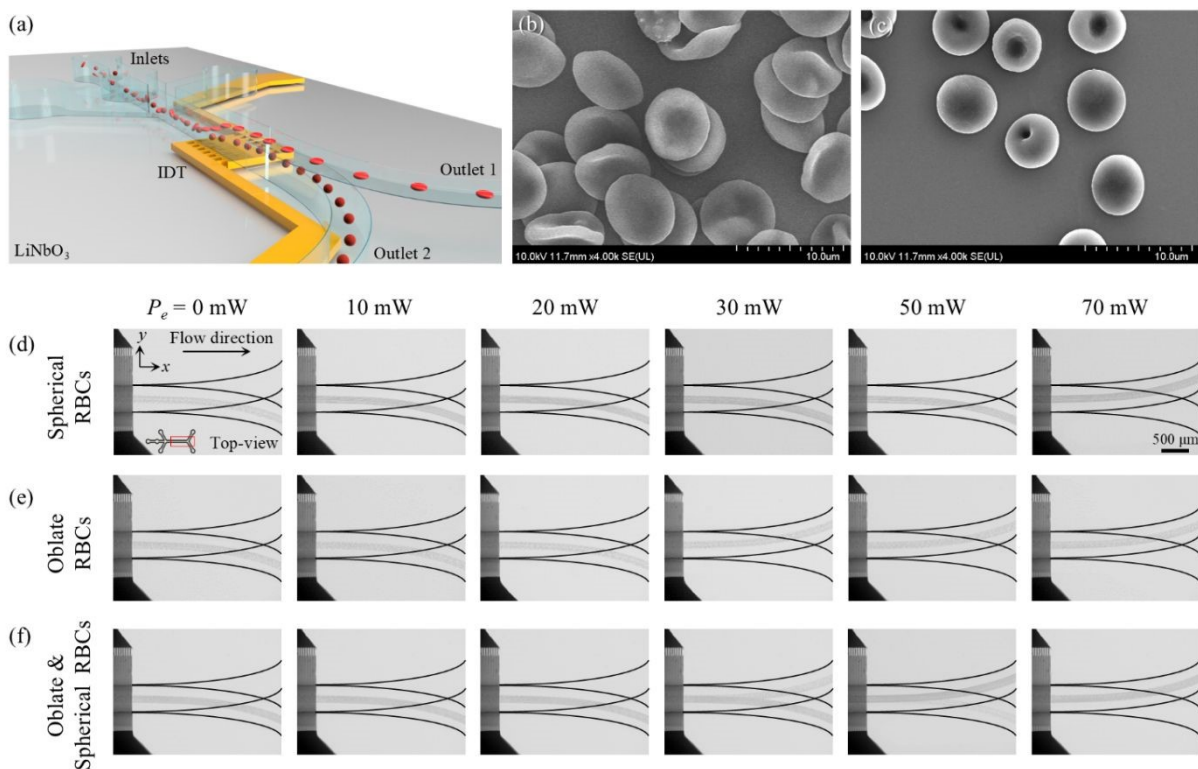 (a)
Inlets
IDT
Outlet 1
Outlet 2
LiNbO₃
(b)
10.0kV 11.7mm x4.00k SE(UL)
10.0um
(c)
10.0kV 11.7mm x4.00k SE(UL)
10.0um
Pₑ = 0 mW 10 mW 20 mW 30 mW 50 mW 70 mW
(d)
Spherical
RBCs
y
x
Flow direction
Top-view
500 μm
(e)
Oblate
RBCs
(f)
Oblate &
Spherical RBCs